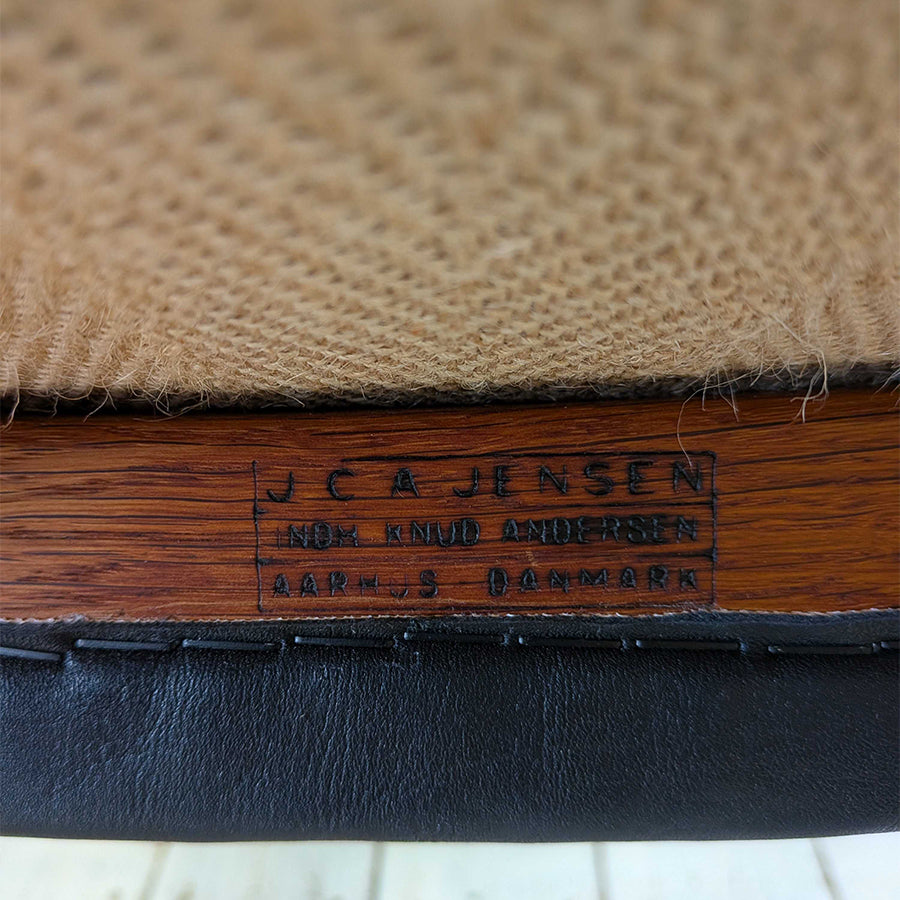 J C A JENSEN
INDH KNUD ANDERSEN
AARHUS DANMARK